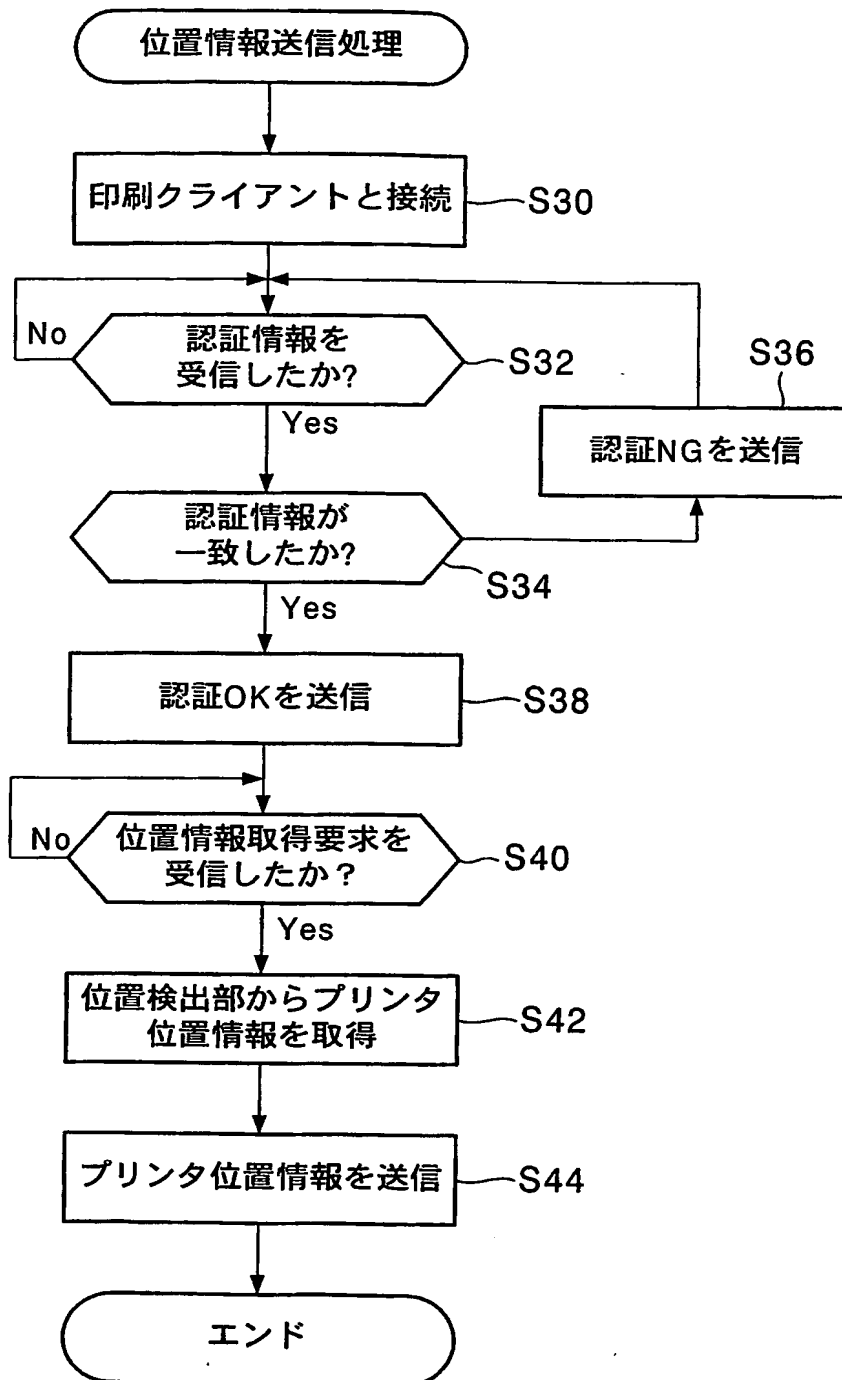 位置情報送信処理
印刷クライアントと接続
S30
No
認証情報を
受信したか?
S32
Yes
S36
認証NGを送信
認証情報が
一致したか?
S34
Yes
認証OKを送信
S38
No
位置情報取得要求を
受信したか？
S40
Yes
位置検出部からプリンタ
位置情報を取得
S42
プリンタ位置情報を送信
S44
エンド